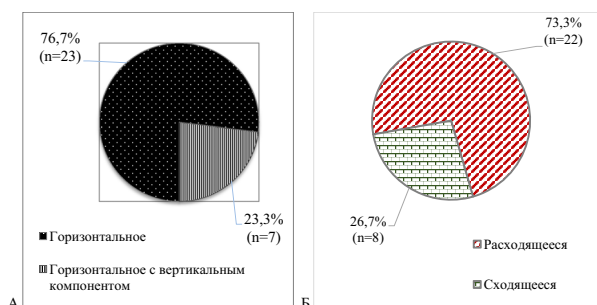 76,7%
(n=23)
23,3%
(n=7)
Горизонтальное
Горизонтальное с вертикальным
компонентом
А
73,3%
(n=22)
26,7%
(n=8)
Расходящееся
Сходящееся
Б